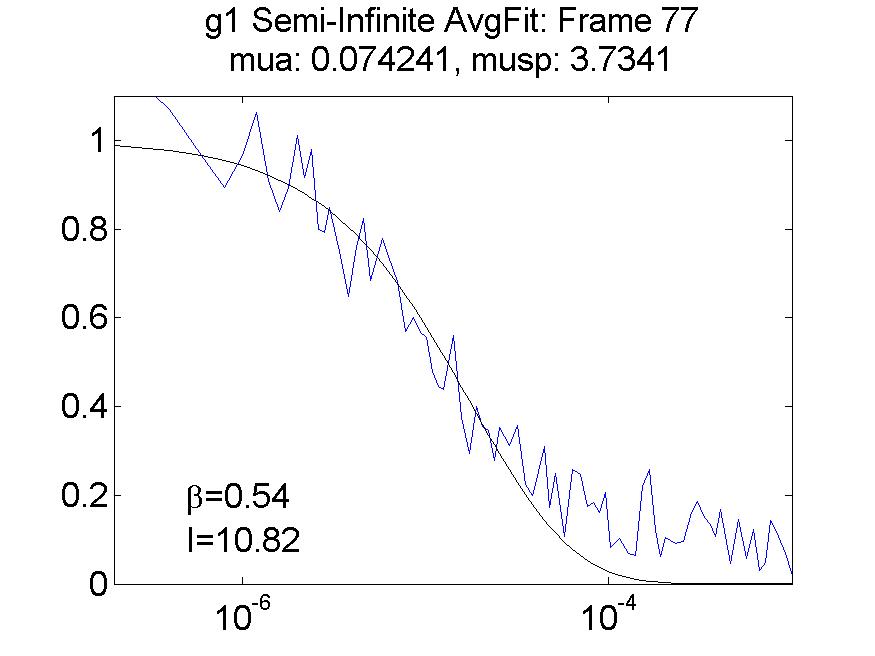 g1 Semi-Infinite AvgFit: Frame 77
mua: 0.074241, musp: 3.7341
1
0.8
0.6
0.4
0.2
0
β=0.54
I=10.82
10^-6
10^-4